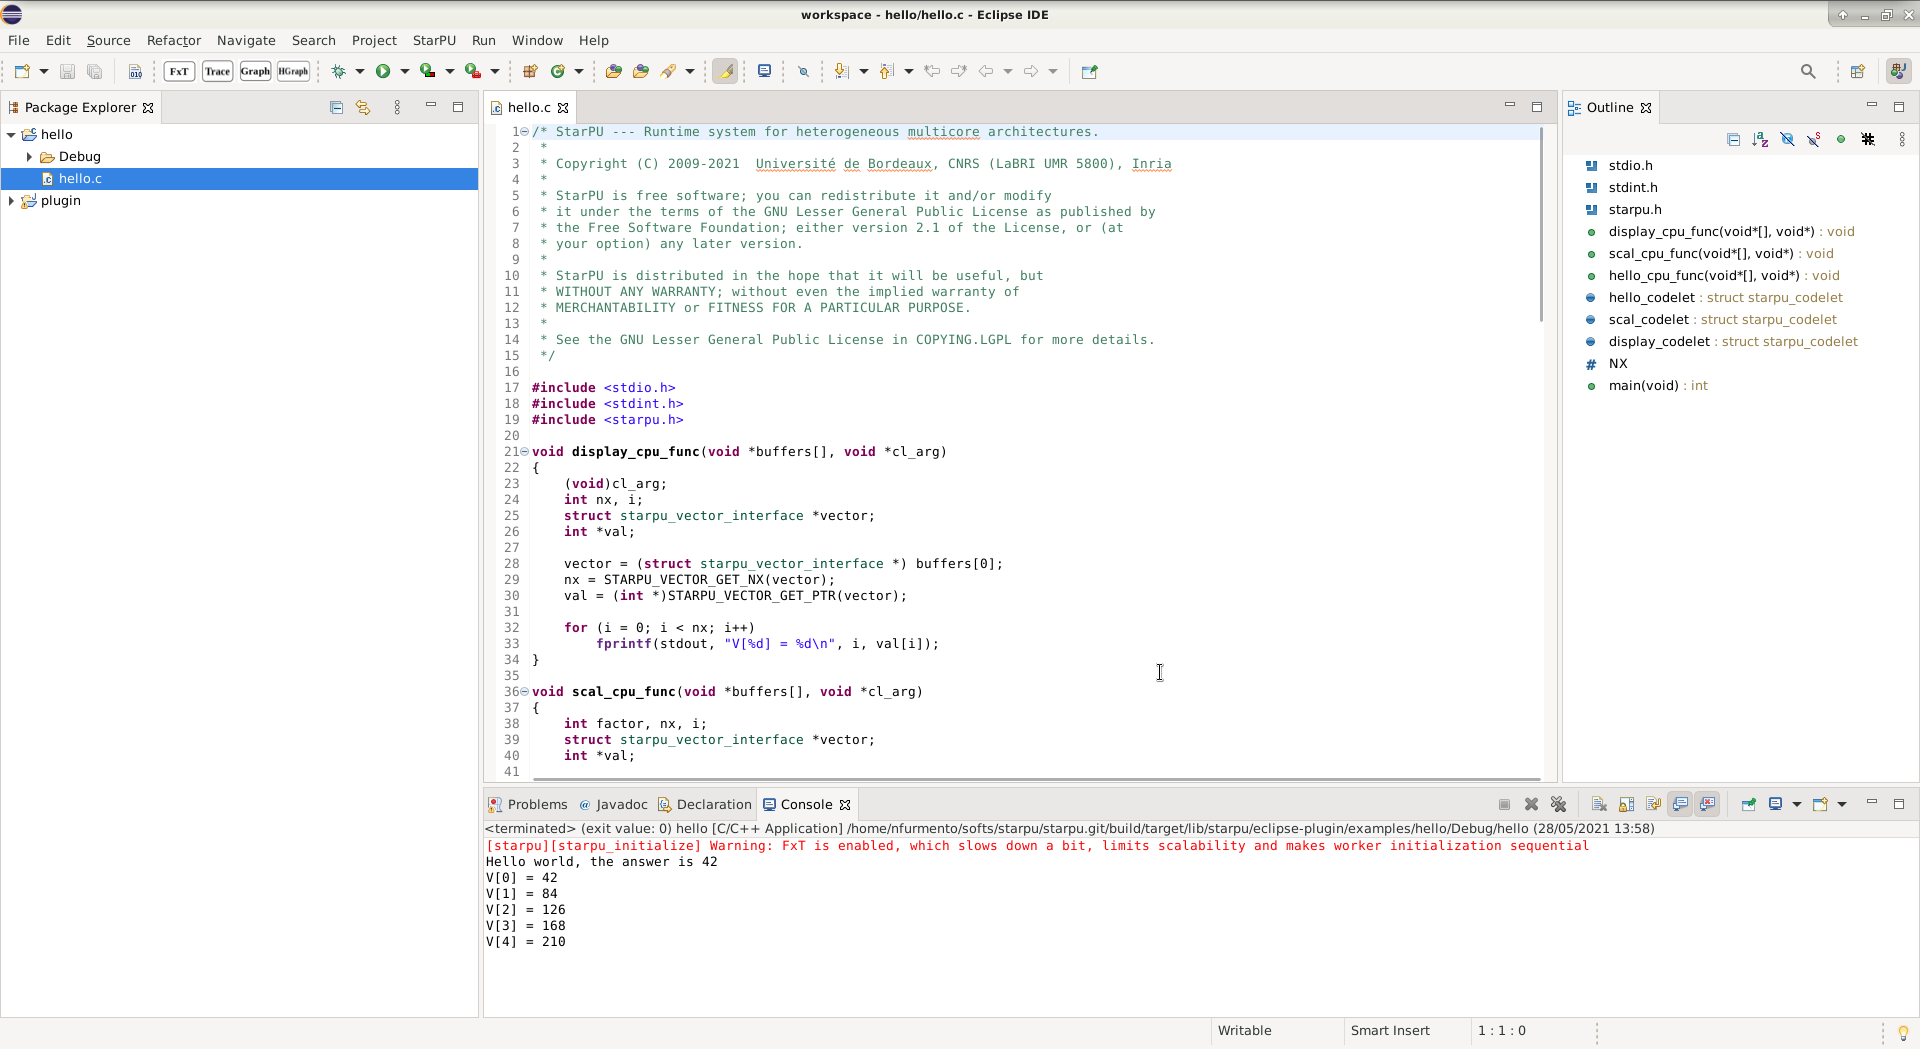 workspace - hello/hello.c - Eclipse IDE
File Edit Source Refactor Navigate Search Project StarPU Run Window Help
FxT Trace Graph HGraph
Package Explorer
hello
Debug
hello.c
plugin
hello.c
1 /* StarPU --- Runtime system for heterogeneous multicore architectures.
2  *
3  * Copyright (C) 2009-2021  Université de Bordeaux, CNRS (LaBRI UMR 5800), Inria
4  *
5  * StarPU is free software; you can redistribute it and/or modify
6  * it under the terms of the GNU Lesser General Public License as published by
7  * the Free Software Foundation; either version 2.1 of the License, or (at
8  * your option) any later version.
9  *
10  * StarPU is distributed in the hope that it will be useful, but
11  * WITHOUT ANY WARRANTY; without even the implied warranty of
12  * MERCHANTABILITY or FITNESS FOR A PARTICULAR PURPOSE.
13  *
14  * See the GNU Lesser General Public License in COPYING.LGPL for more details.
15  */
16
17 #include <stdio.h>
18 #include <stdint.h>
19 #include <starpu.h>
20
21 void display_cpu_func(void *buffers[], void *cl_arg)
22 {
23     (void)cl_arg;
24     int nx, i;
25     struct starpu_vector_interface *vector;
26     int *val;
27
28     vector = (struct starpu_vector_interface *) buffers[0];
29     nx = STARPU_VECTOR_GET_NX(vector);
30     val = (int *)STARPU_VECTOR_GET_PTR(vector);
31
32     for (i = 0; i < nx; i++)
33         fprintf(stdout, "V[%d] = %d\n", i, val[i]);
34 }
35
36 void scal_cpu_func(void *buffers[], void *cl_arg)
37 {
38     int factor, nx, i;
39     struct starpu_vector_interface *vector;
40     int *val;
41
Outline
stdio.h
stdint.h
starpu.h
display_cpu_func(void*[], void*) : void
scal_cpu_func(void*[], void*) : void
hello_cpu_func(void*[], void*) : void
hello_codelet : struct starpu_codelet
scal_codelet : struct starpu_codelet
display_codelet : struct starpu_codelet
# NX
main(void) : int
Problems @ Javadoc Declaration Console
<terminated> (exit value: 0) hello [C/C++ Application] /home/nfurmento/softs/starpu/starpu.git/build/target/lib/starpu/eclipse-plugin/examples/hello/Debug/hello (28/05/2021 13:58)
[starpu][starpu_initialize] Warning: FxT is enabled, which slows down a bit, limits scalability and makes worker initialization sequential
Hello world, the answer is 42
V[0] = 42
V[1] = 84
V[2] = 126
V[3] = 168
V[4] = 210
Writable Smart Insert 1 : 1 : 0